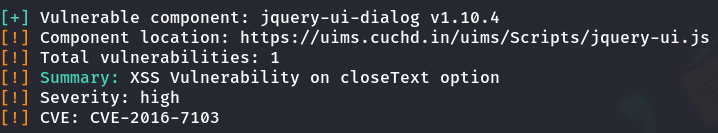 [+] Vulnerable component: jquery-ui-dialog v1.10.4
[!] Component location: https://uims.cuchd.in/uims/Scripts/jquery-ui.js
[!] Total vulnerabilities: 1
[!] Summary: XSS Vulnerability on closeText option
[!] Severity: high
[!] CVE: CVE-2016-7103